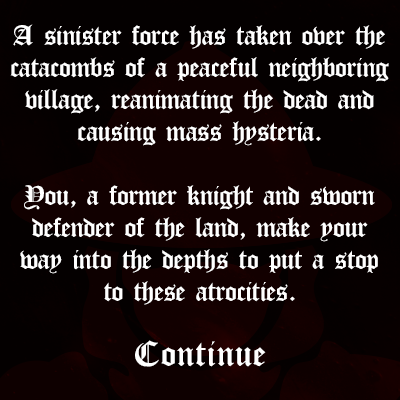 A sinister force has taken over the
catacombs of a peaceful neighboring
village, reanimating the dead and
causing mass hysteria.
You, a former knight and sworn
defender of the land, make your
way into the depths to put a stop
to these atrocities.
Continue